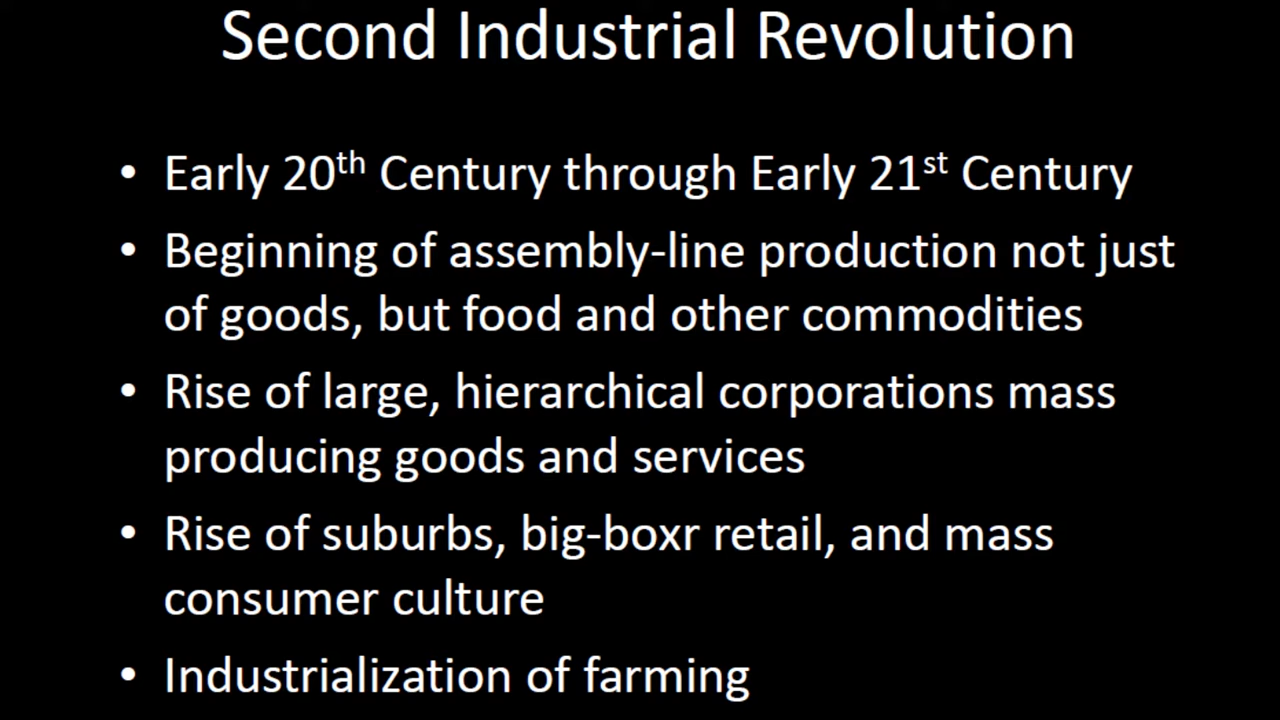 Second Industrial Revolution
• Early 20th Century through Early 21st Century
• Beginning of assembly-line production not just
of goods, but food and other commodities
• Rise of large, hierarchical corporations mass
producing goods and services
• Rise of suburbs, big-boxr retail, and mass
consumer culture
• Industrialization of farming